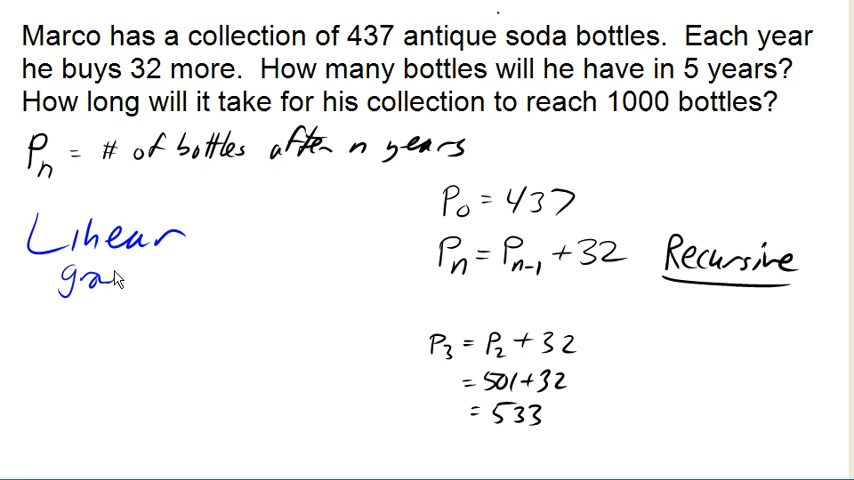 Marco has a collection of 437 antique soda bottles. Each year
he buys 32 more. How many bottles will he have in 5 years?
How long will it take for his collection to reach 1000 bottles?
Pn = # of bottles after n years
P0 = 437
Linear
Pn = Pn-1 + 32 Recursive
gro
P3 = P2 + 32
= 501 + 32
= 533